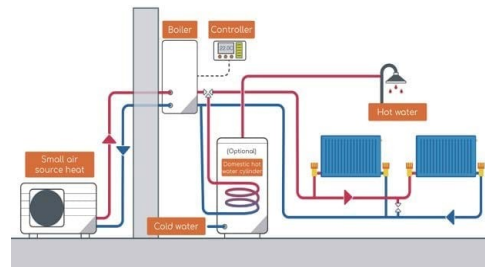 Boiler
Controller
Hot water
Small air
source heat
(Optional)
Domestic hot
water cylinder
Cold water